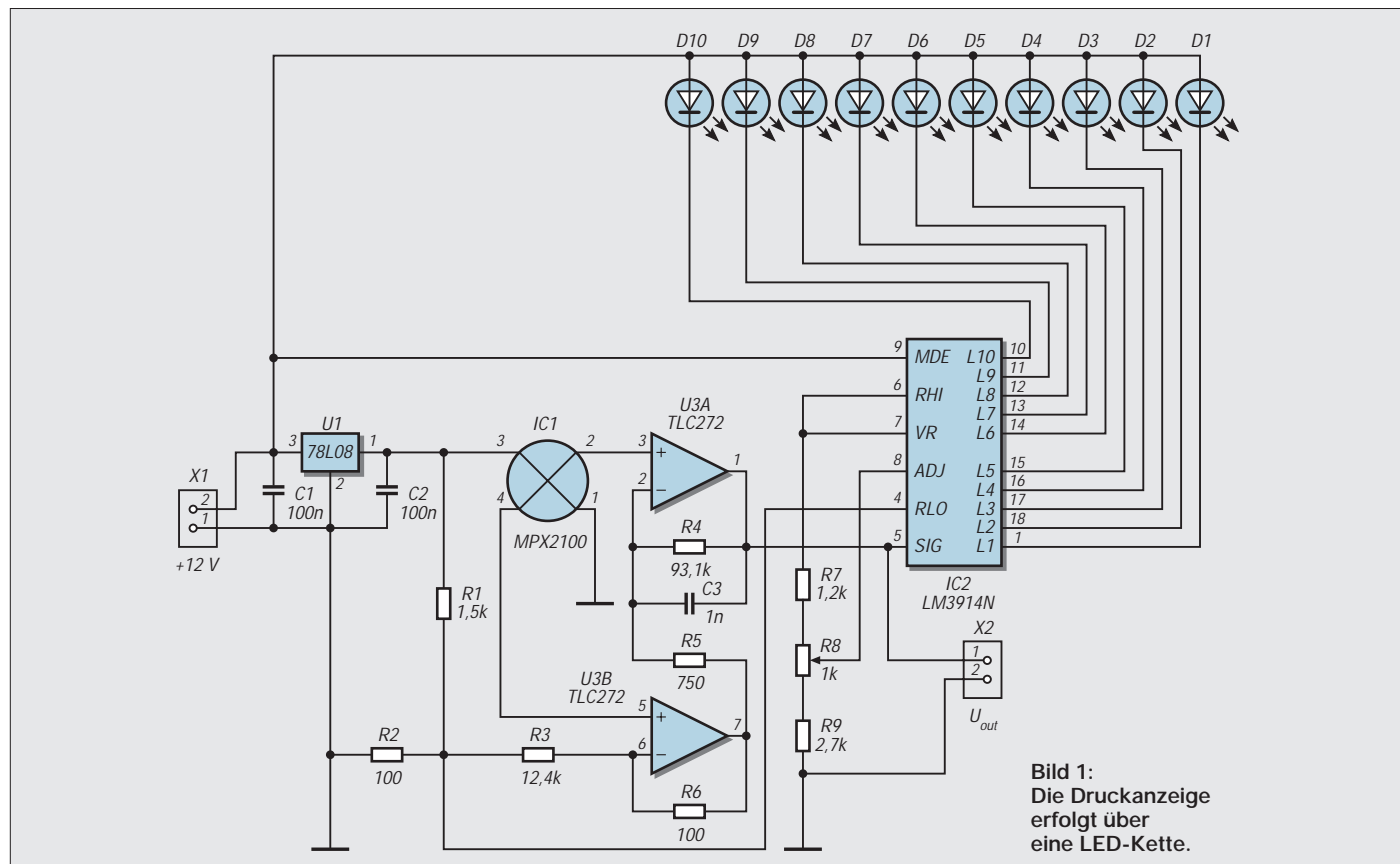 D10 D9 D8 D7 D6 D5 D4 D3 D2 D1
9 MDE L10 10
L9 11
6 RHI L8 12
L7 13
7 VR L6 14
8 ADJ L5 15
L4 16
4 RLO L3 17
L2 18
5 SIG L1 1
IC2
LM3914N
U1
3 78L08 1
2
X1
2
1
+12 V
C1
100n
C2
100n
IC1
3 2
4 1
MPX2100
U3A
TLC272
3 +
2 –
1
R4
93,1k
C3
1n
R5
750
R1
1,5k
U3B
TLC272
5 +
6 –
7
R2
100
R3
12,4k
R6
100
R7
1,2k
R8
1k
R9
2,7k
X2
1
2
Uout
Bild 1:
Die Druckanzeige
erfolgt über
eine LED-Kette.